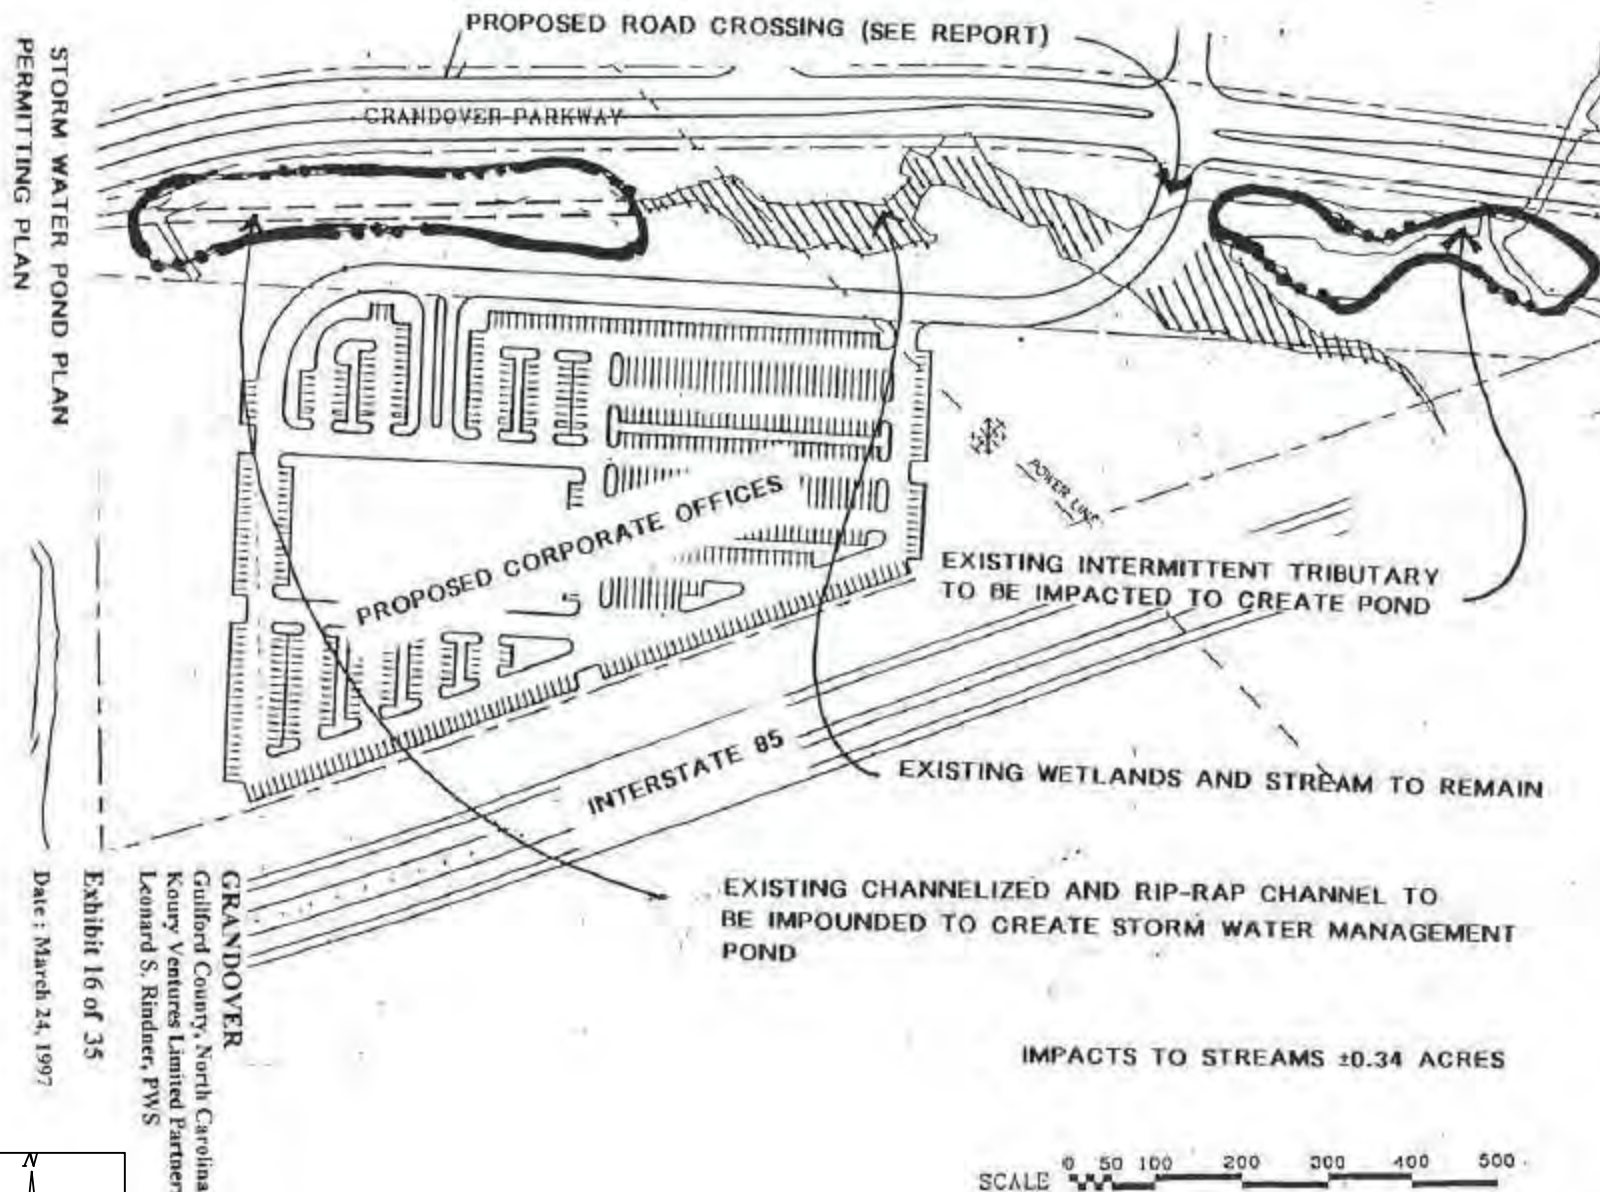 PROPOSED ROAD CROSSING (SEE REPORT)
GRANDOVER PARKWAY
STORM WATER POND PLAN
PERMITTING PLAN
POWER LINE
PROPOSED CORPORATE OFFICES
EXISTING INTERMITTENT TRIBUTARY
TO BE IMPACTED TO CREATE POND
INTERSTATE 85
EXISTING WETLANDS AND STREAM TO REMAIN
EXISTING CHANNELIZED AND RIP-RAP CHANNEL TO
BE IMPOUNDED TO CREATE STORM WATER MANAGEMENT
POND
GRANDOVER
Guilford County, North Carolina
Koury Ventures Limited Partner
Leonard S. Rindner, PWS
Exhibit 16 of 35
Date : March 24, 1997
IMPACTS TO STREAMS ±0.34 ACRES
SCALE 0 50 100 200 300 400 500
N